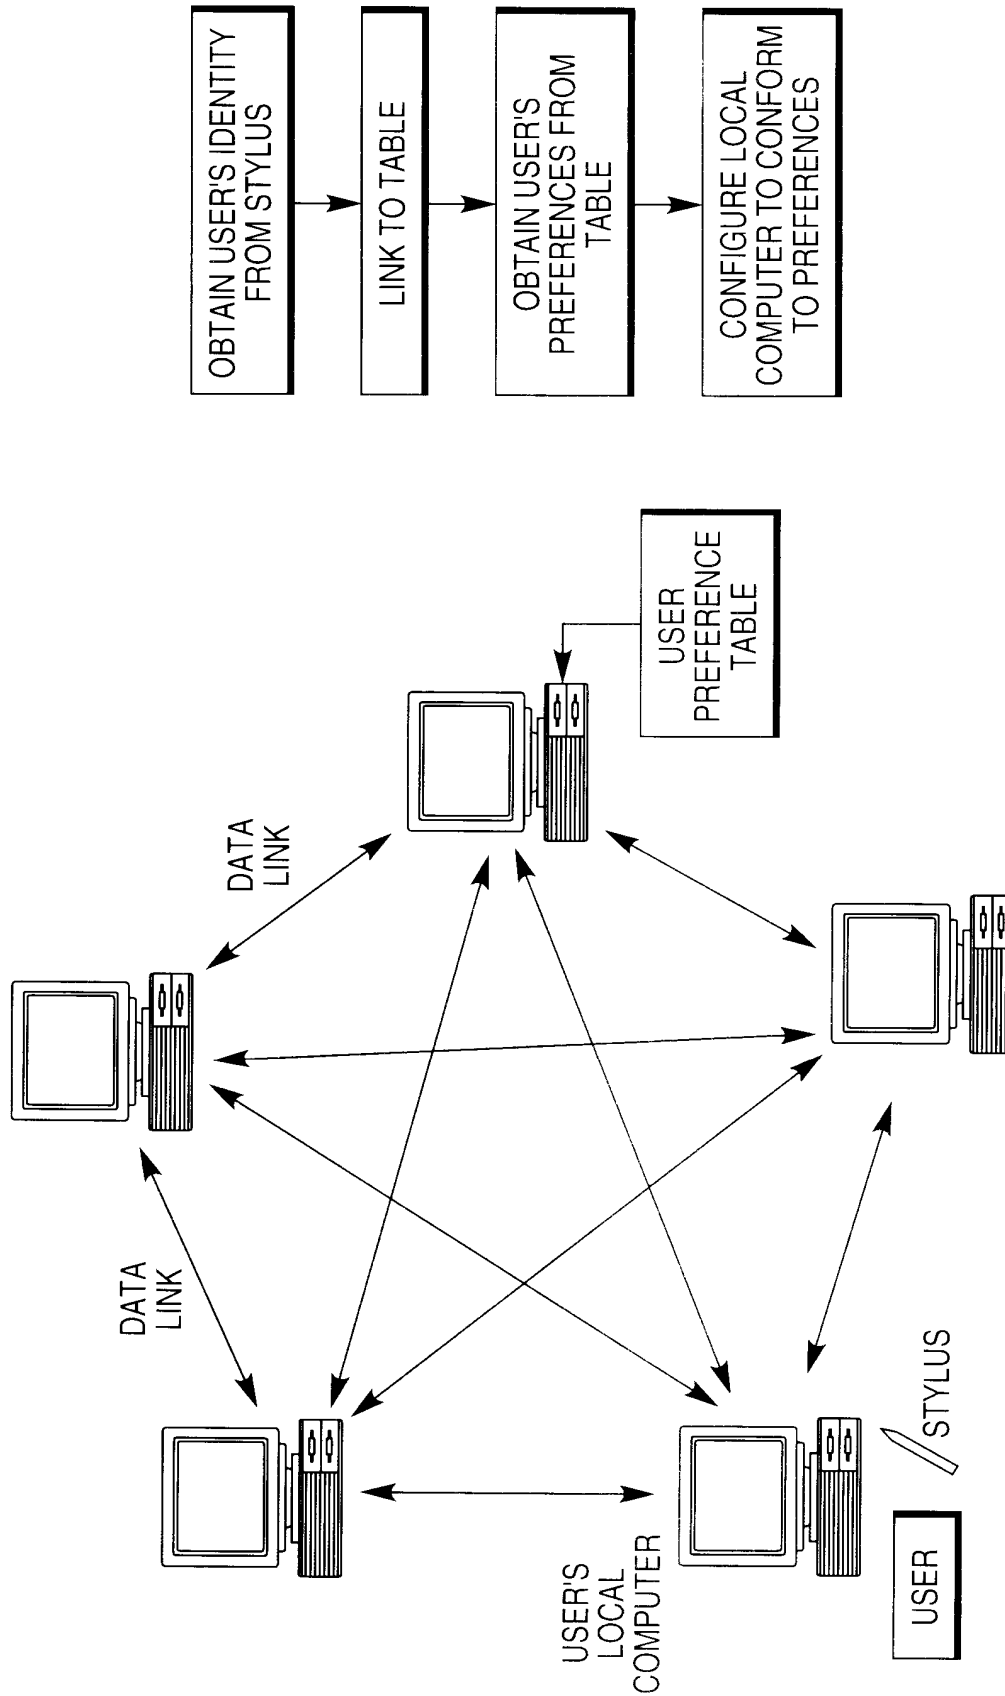 OBTAIN USER'S IDENTITY
FROM STYLUS
LINK TO TABLE
OBTAIN USER'S
PREFERENCES FROM
TABLE
CONFIGURE LOCAL
COMPUTER TO CONFORM
TO PREFERENCES
DATA
LINK
DATA
LINK
USER
PREFERENCE
TABLE
USER'S
LOCAL
COMPUTER
USER
STYLUS